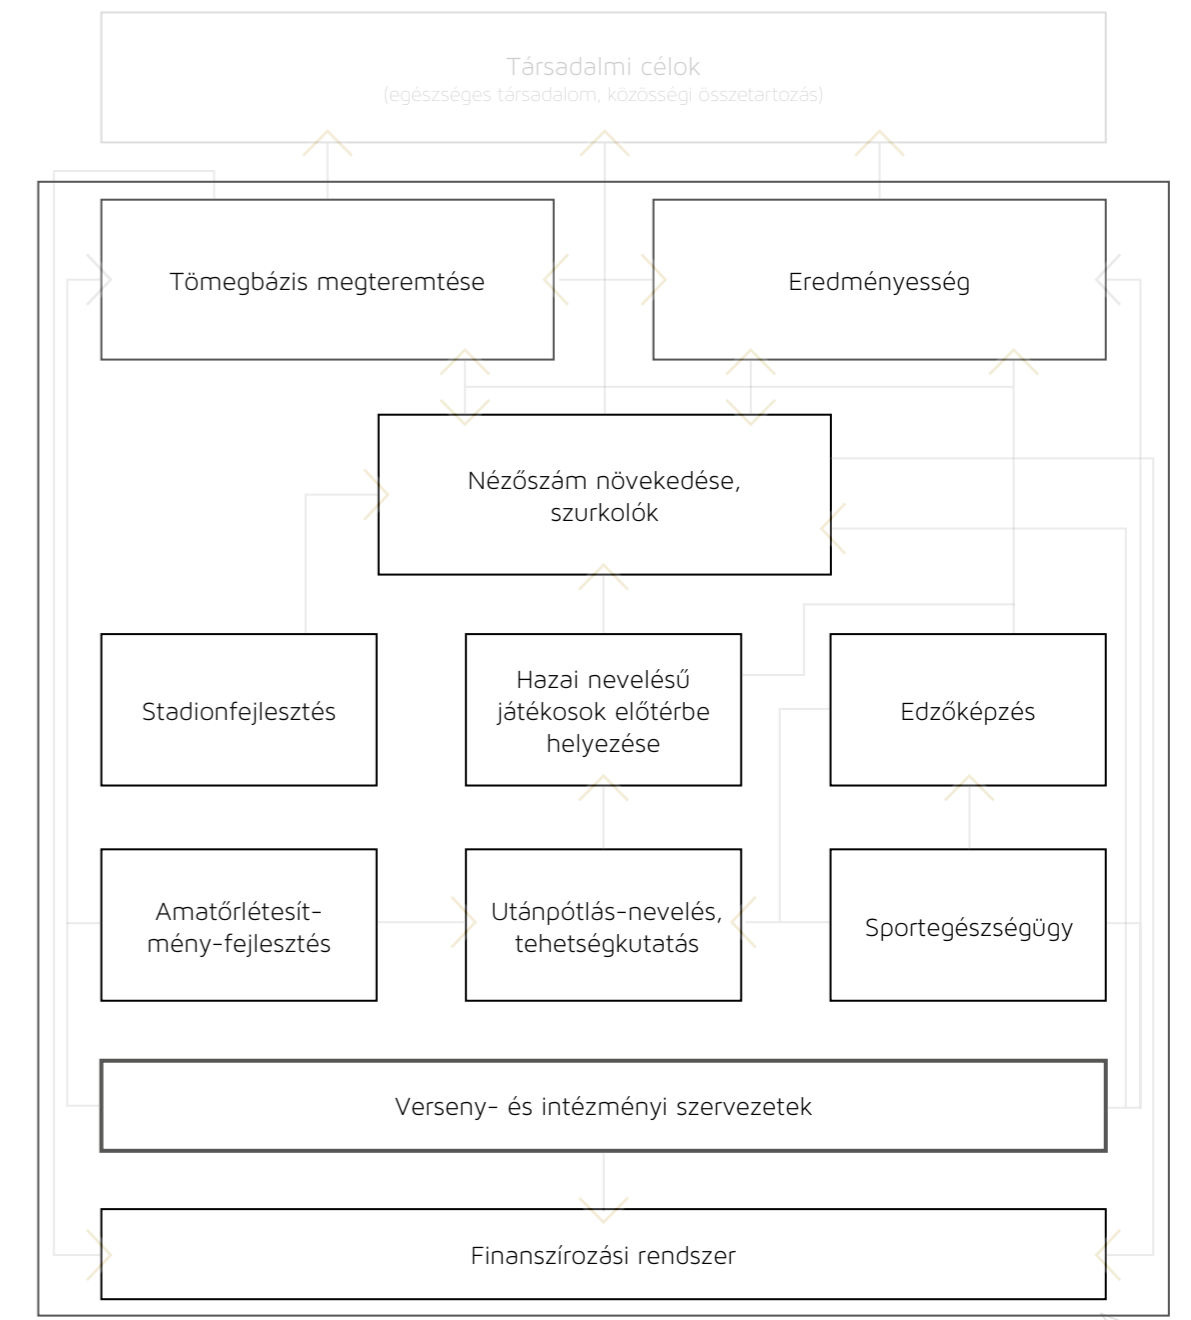 Társadalmi célok
(egészséges társadalom, közösségi összetartozás)
Tömegbázis megteremtése
Eredményesség
Nézőszám növekedése,
szurkolók
Stadionfejlesztés
Hazai nevelésű
játékosok előtérbe
helyezése
Edzőképzés
Amatőrlétesít-
mény-fejlesztés
Utánpótlás-nevelés,
tehetségkutatás
Sportegészségügy
Verseny- és intézményi szervezetek
Finanszírozási rendszer